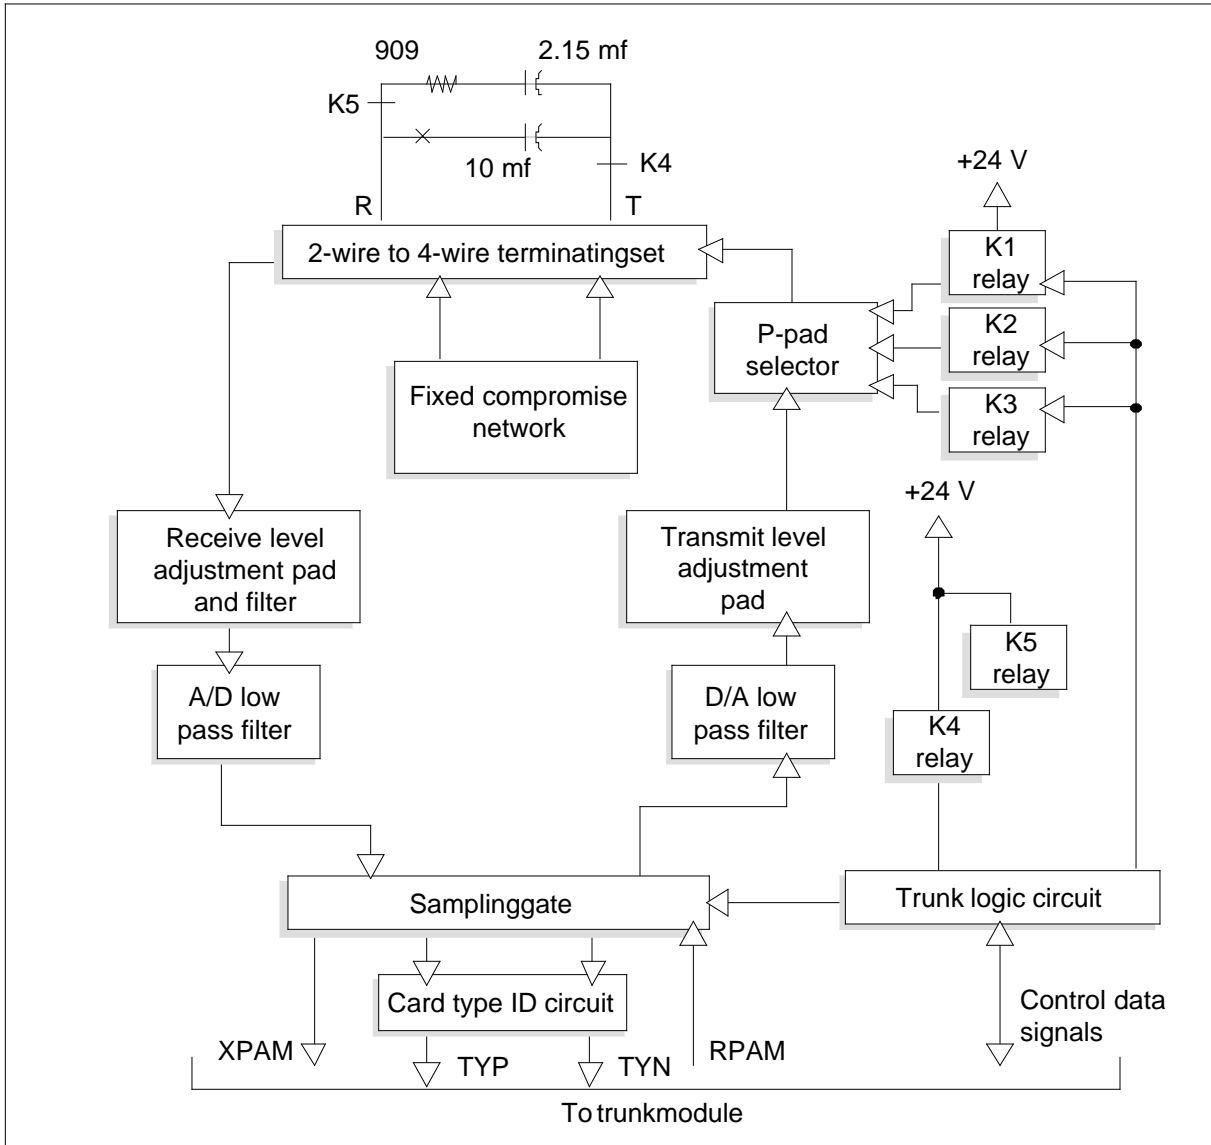 909
2.15 mf
K5
10 mf
K4
R
T
+24 V
2-wire to 4-wire terminatingset
K1
relay
P-pad
selector
K2
relay
Fixed compromise
network
K3
relay
+24 V
Receive level
adjustment pad
and filter
Transmit level
adjustment
pad
K5
relay
A/D low
pass filter
D/A low
pass filter
K4
relay
Samplinggate
Trunk logic circuit
Card type ID circuit
Control data
signals
XPAM
TYP
TYN
RPAM
To trunkmodule